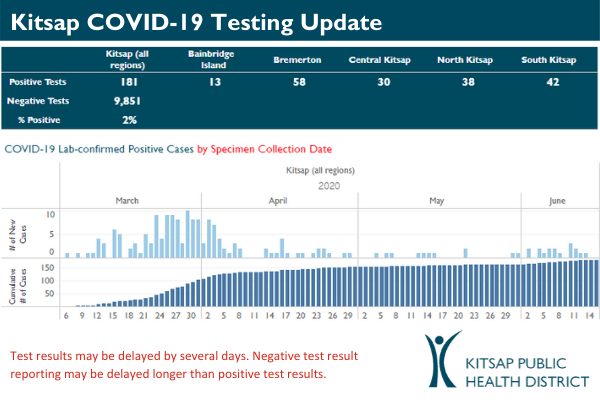 Kitsap COVID-19 Testing Update
Kitsap (all regions) Bainbridge Island Bremerton Central Kitsap North Kitsap South Kitsap
Positive Tests 181 13 58 30 38 42
Negative Tests 9,851
% Positive 2%
COVID-19 Lab-confirmed Positive Cases by Specimen Collection Date
Kitsap (all regions)
2020
March April May June
# of New Cases
10
5
0
Cumulative # of Cases
150
100
50
6 9 12 15 18 21 24 27 30 2 5 8 11 14 17 20 23 26 29 2 5 8 11 14 17 20 23 26 29 2 5 8 11 14
Test results may be delayed by several days. Negative test result
reporting may be delayed longer than positive test results.
KITSAP PUBLIC
HEALTH DISTRICT